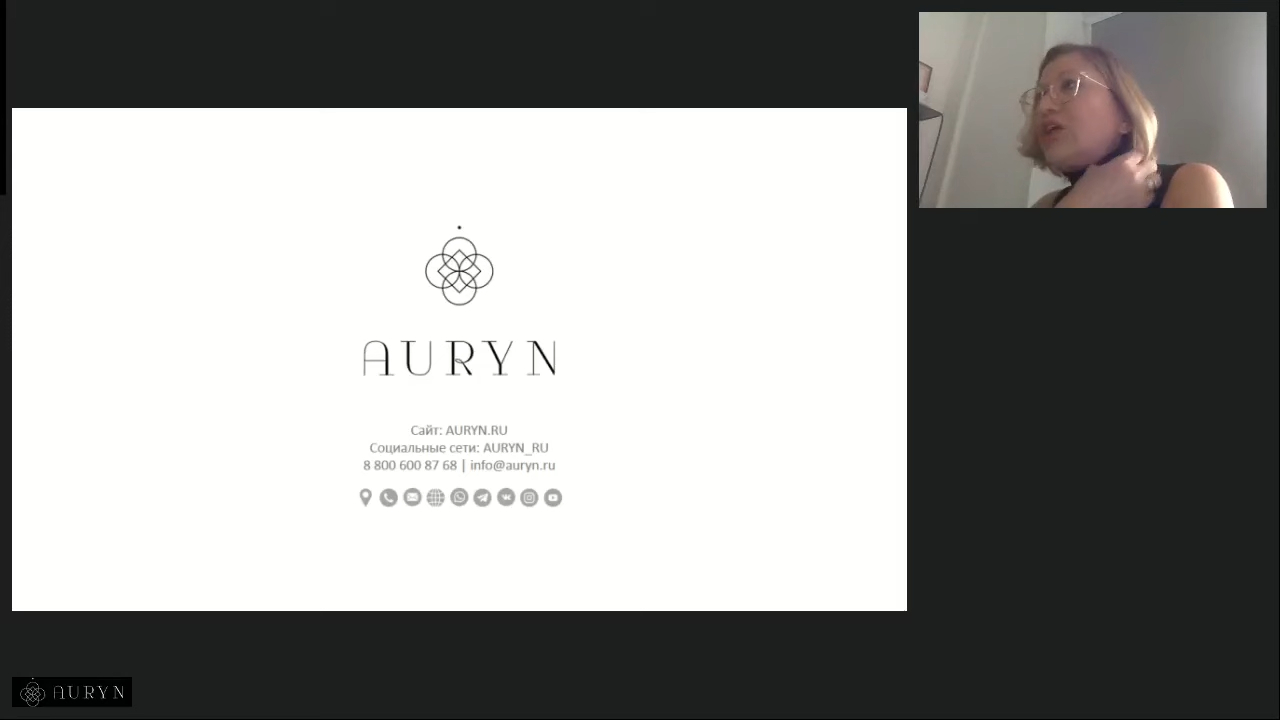 AURYN
Сайт: AURYN.RU
Социальные сети: AURYN_RU
8 800 600 87 68 | info@auryn.ru
AURYN